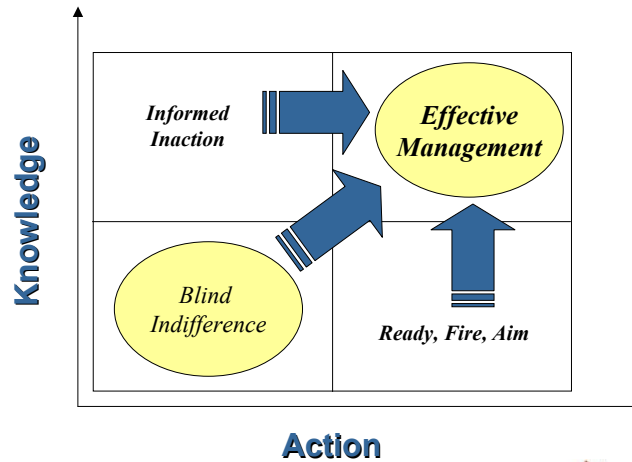 Knowledge
Informed
Inaction
Effective
Management
Blind
Indifference
Ready, Fire, Aim
Action